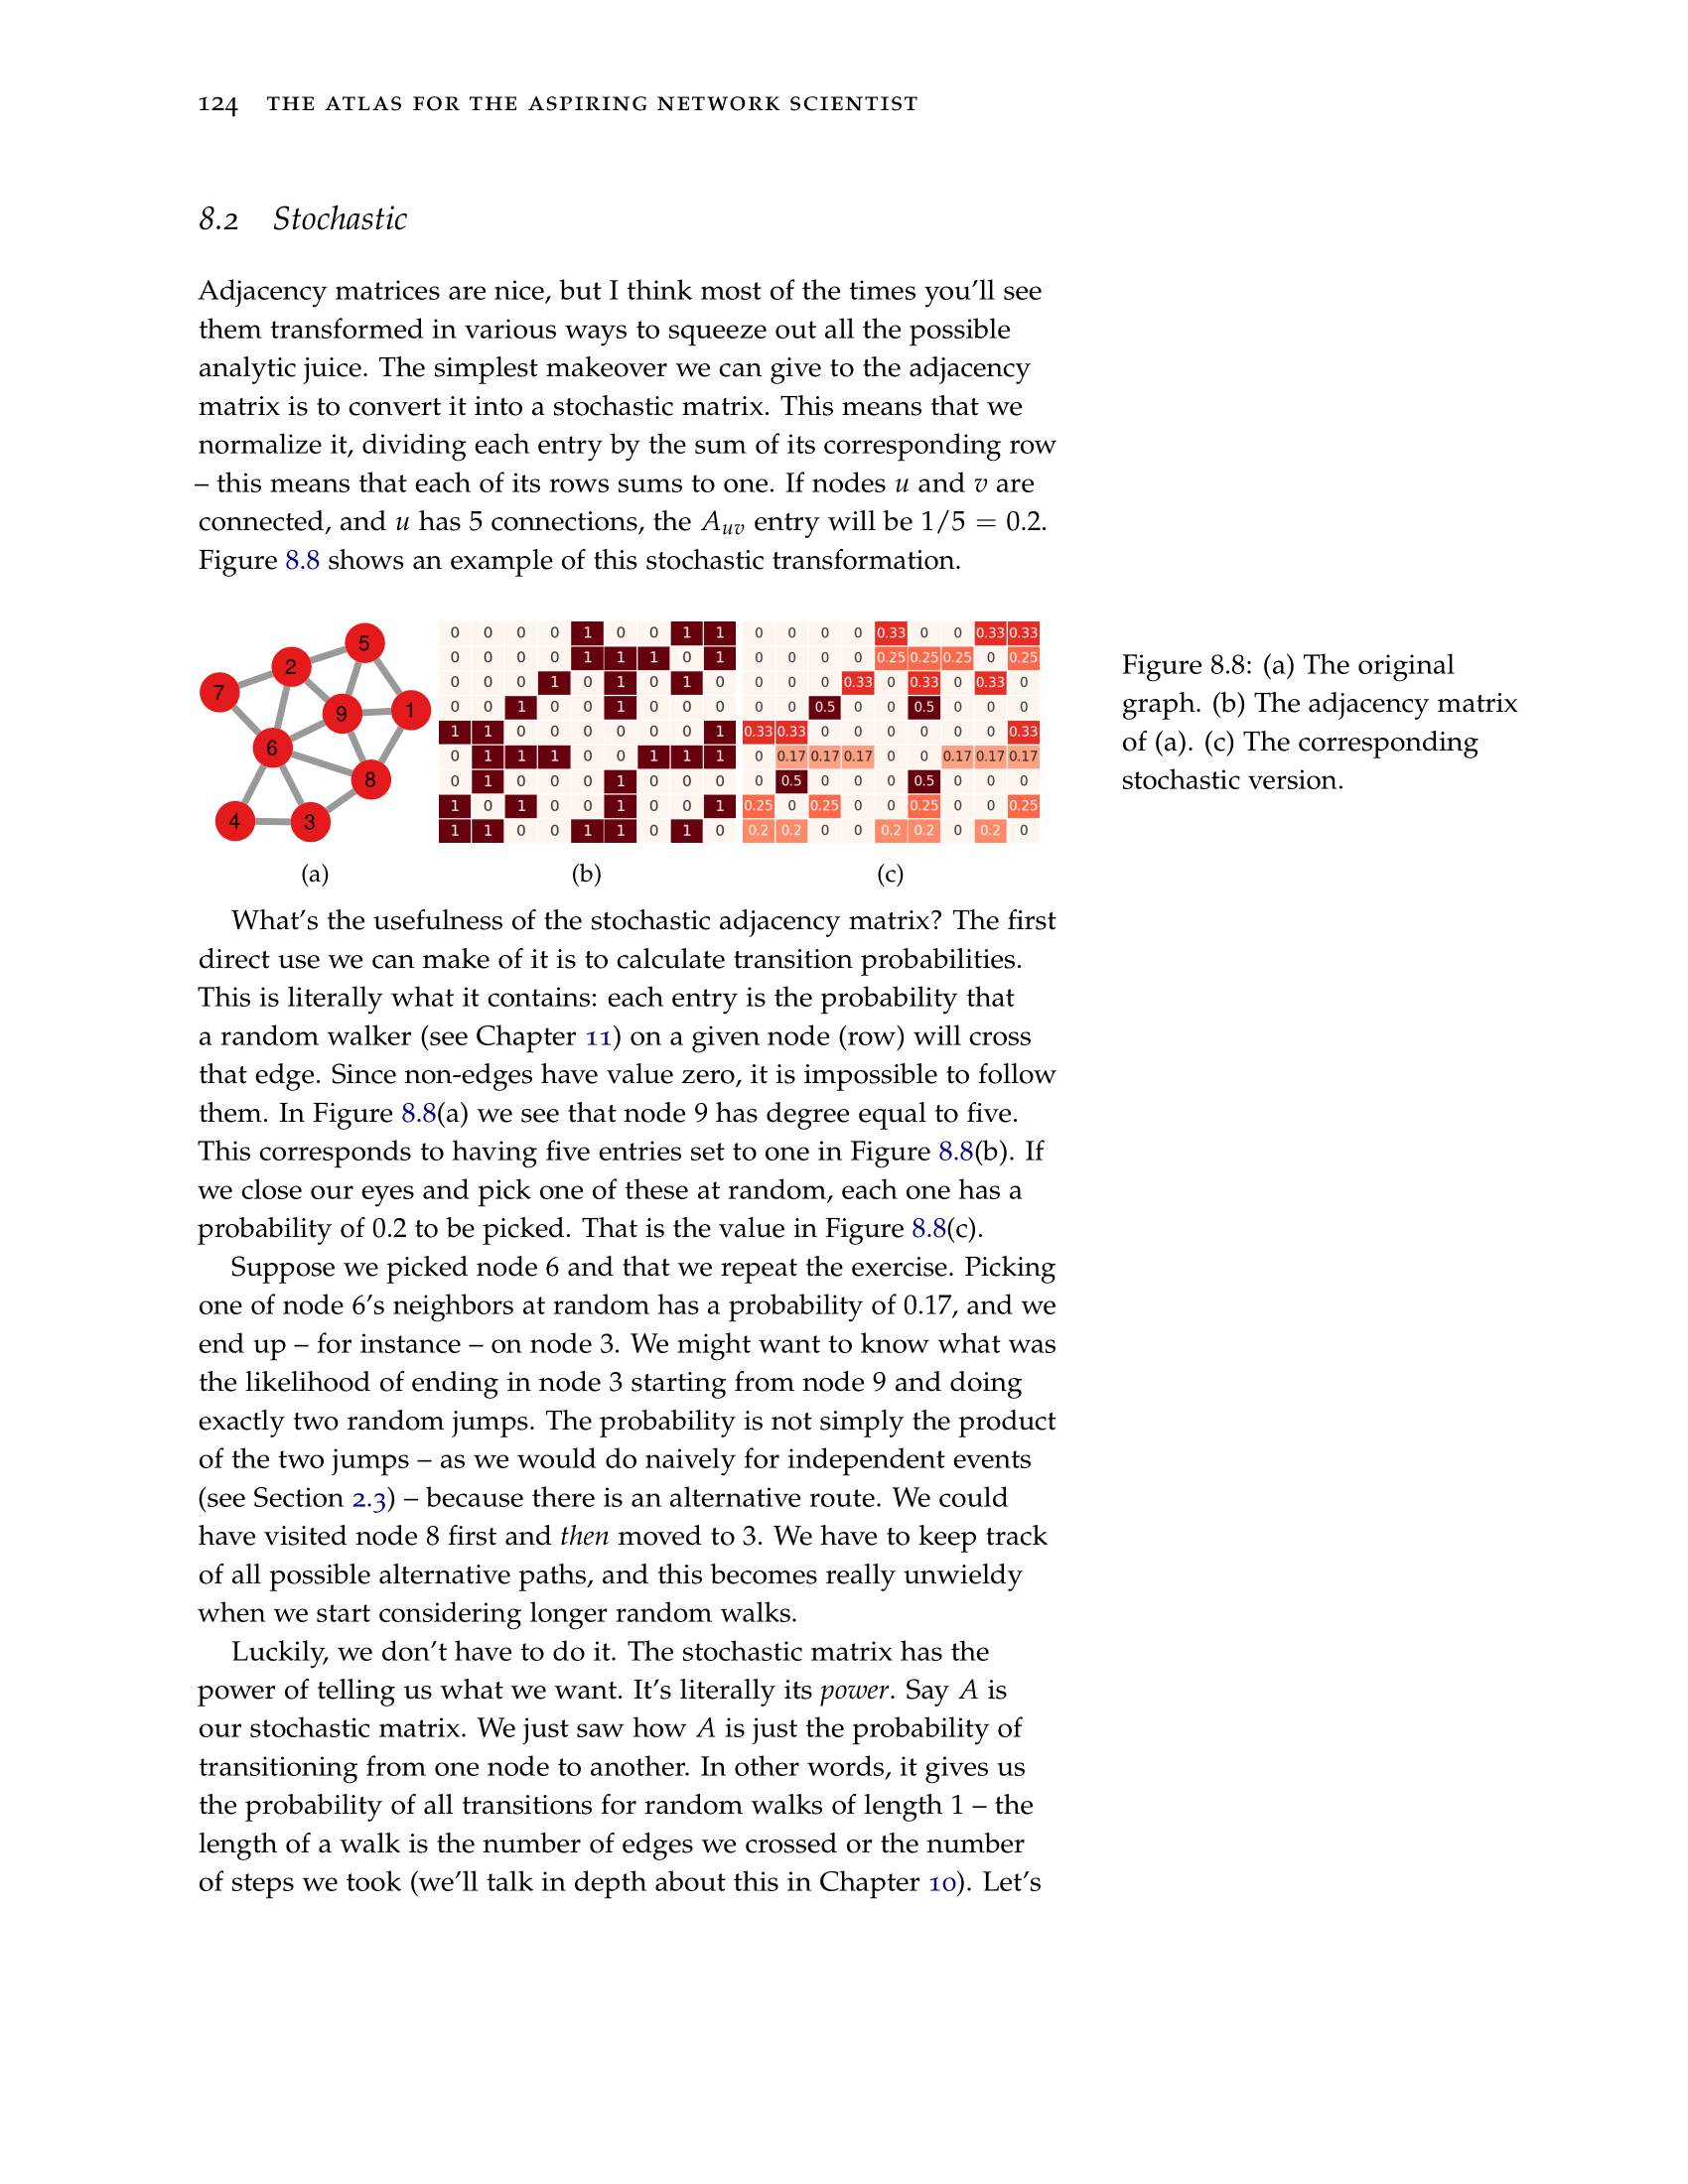 124 THE ATLAS FOR THE ASPIRING NETWORK SCIENTIST
8.2 Stochastic
Adjacency matrices are nice, but I think most of the times you'll see
them transformed in various ways to squeeze out all the possible
analytic juice. The simplest makeover we can give to the adjacency
matrix is to convert it into a stochastic matrix. This means that we
normalize it, dividing each entry by the sum of its corresponding row
– this means that each of its rows sums to one. If nodes u and v are
connected, and u has 5 connections, the Auv entry will be 1/5 = 0.2.
Figure 8.8 shows an example of this stochastic transformation.
5
2
7
9
1
6
8
4
3
(a)
0 0 0 0 1 0 0 1 1
0 0 0 0 1 1 1 0 1
0 0 0 1 0 1 0 1 0
0 0 1 0 0 1 0 0 0
1 1 0 0 0 0 0 0 1
0 1 1 1 0 0 1 1 1
0 1 0 0 0 1 0 0 0
1 0 1 0 0 1 0 0 1
1 1 0 0 1 1 0 1 0
(b)
0 0 0 0 0.33 0 0 0.33 0.33
0 0 0 0 0.25 0.25 0.25 0 0.25
0 0 0 0.33 0 0.33 0 0.33 0
0 0 0.5 0 0 0.5 0 0 0
0.33 0.33 0 0 0 0 0 0 0.33
0 0.17 0.17 0.17 0 0 0.17 0.17 0.17
0 0.5 0 0 0 0.5 0 0 0
0.25 0 0.25 0 0 0.25 0 0 0.25
0.2 0.2 0 0 0.2 0.2 0 0.2 0
(c)
Figure 8.8: (a) The original
graph. (b) The adjacency matrix
of (a). (c) The corresponding
stochastic version.
What's the usefulness of the stochastic adjacency matrix? The first
direct use we can make of it is to calculate transition probabilities.
This is literally what it contains: each entry is the probability that
a random walker (see Chapter 11) on a given node (row) will cross
that edge. Since non-edges have value zero, it is impossible to follow
them. In Figure 8.8(a) we see that node 9 has degree equal to five.
This corresponds to having five entries set to one in Figure 8.8(b). If
we close our eyes and pick one of these at random, each one has a
probability of 0.2 to be picked. That is the value in Figure 8.8(c).
Suppose we picked node 6 and that we repeat the exercise. Picking
one of node 6's neighbors at random has a probability of 0.17, and we
end up – for instance – on node 3. We might want to know what was
the likelihood of ending in node 3 starting from node 9 and doing
exactly two random jumps. The probability is not simply the product
of the two jumps – as we would do naively for independent events
(see Section 2.3) – because there is an alternative route. We could
have visited node 8 first and then moved to 3. We have to keep track
of all possible alternative paths, and this becomes really unwieldy
when we start considering longer random walks.
Luckily, we don't have to do it. The stochastic matrix has the
power of telling us what we want. It's literally its power. Say A is
our stochastic matrix. We just saw how A is just the probability of
transitioning from one node to another. In other words, it gives us
the probability of all transitions for random walks of length 1 – the
length of a walk is the number of edges we crossed or the number
of steps we took (we'll talk in depth about this in Chapter 10). Let's